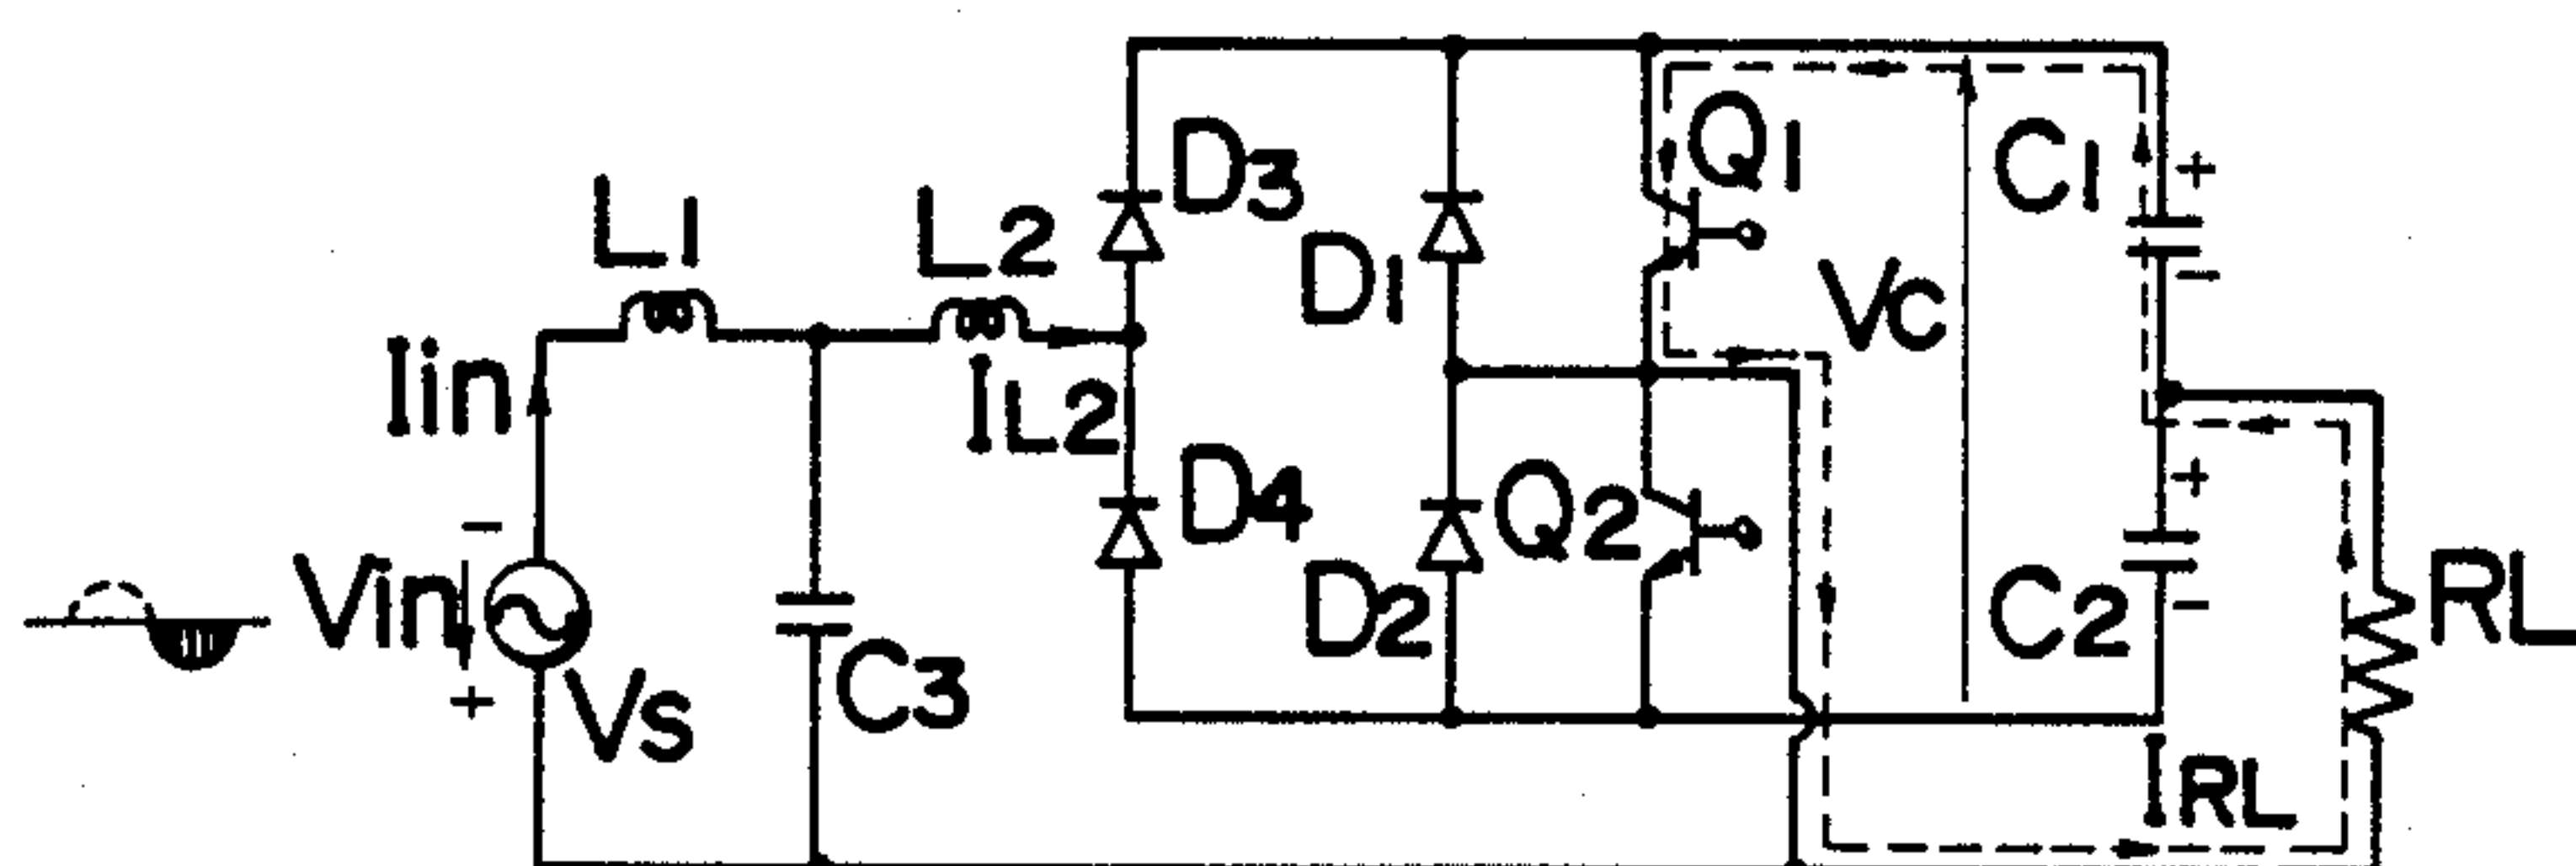 D3
Q1
C1
+
-
L1
L2
D1
Vc
Iin
IL2
D4
Q2
+
-
C2
RL
-
Vin
+
Vs
C3
D2
IRL